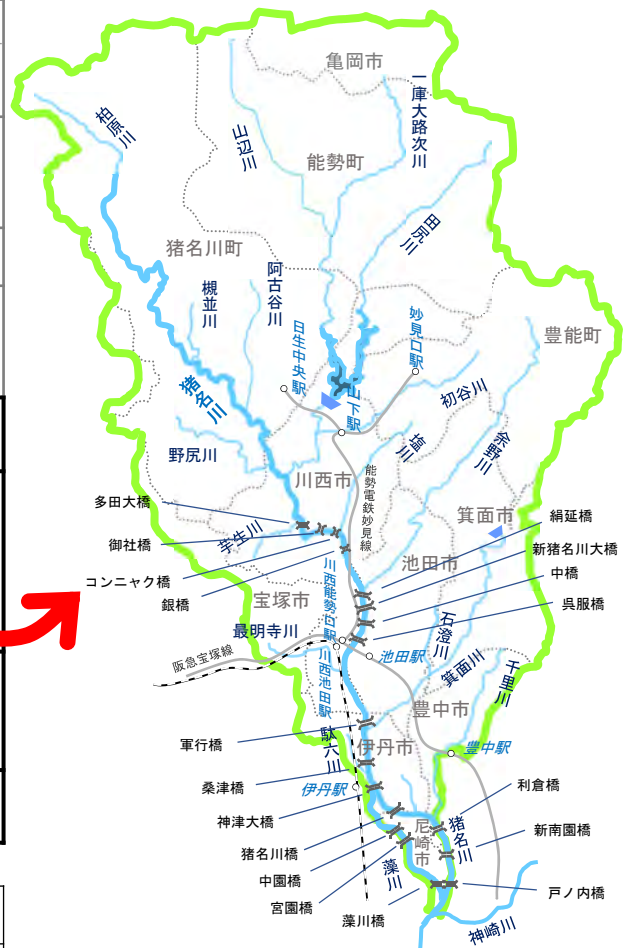 亀岡市
柏原川
山辺川
一庫大路次川
能勢町
田尻川
猪名川町
槻並川
阿古谷川
日生中央駅
妙見口駅
豊能町
猪名川
山下駅
初谷川
野尻川
塩川
余野川
川西市
能勢電鉄妙見線
多田大橋
御社橋
芋生川
コンニャク橋
銀橋
箕面市
絹延橋
新猪名川大橋
中橋
呉服橋
池田市
宝塚市
川西能勢口駅
最明寺川
阪急宝塚線
川西池田駅
池田駅
石澄川
箕面川
千里川
豊中市
軍行橋
駄六川
伊丹市
豊中駅
桑津橋
伊丹駅
神津大橋
利倉橋
猪名川橋
尼崎市
猪名川
新南園橋
中園橋
宮園橋
藻川
藻川橋
戸ノ内橋
神崎川